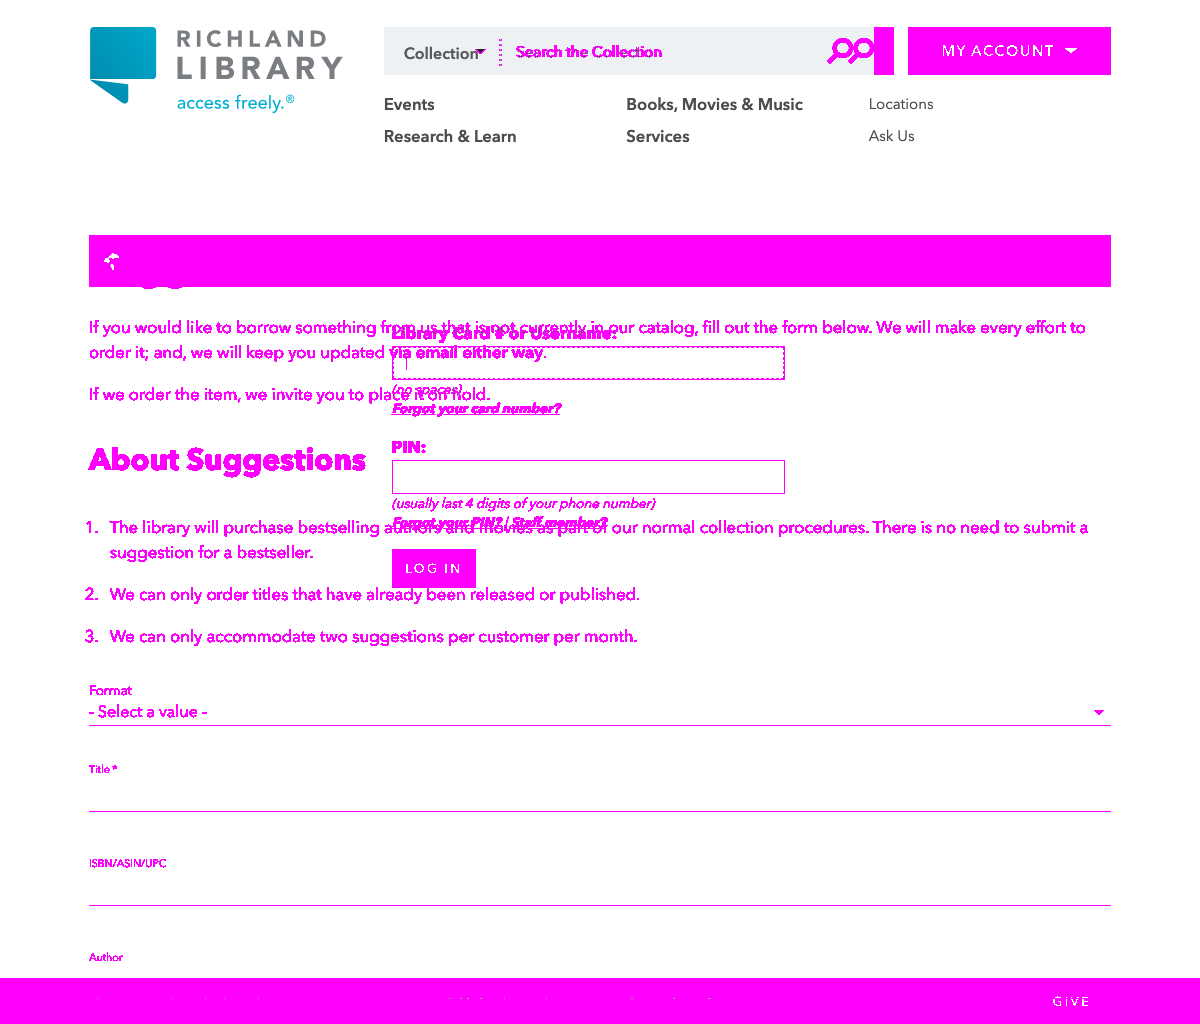 RICHLAND
LIBRARY
access freely.®
Collection
Search the Collection
MY ACCOUNT
Events
Books, Movies & Music
Locations
Research & Learn
Services
Ask Us
If you would like to borrow something from us that is not currently in our catalog, fill out the form below. We will make every effort to
order it; and, we will keep you updated via email either way.
If we order the item, we invite you to place it on hold.
Library Card # or Username:
(no spaces)
Forgot your card number?
PIN:
(usually last 4 digits of your phone number)
Forgot your PIN? | Staff member?
LOG IN
About Suggestions
1. The library will purchase bestselling authors and movies as part of our normal collection procedures. There is no need to submit a
suggestion for a bestseller.
2. We can only order titles that have already been released or published.
3. We can only accommodate two suggestions per customer per month.
Format
- Select a value -
Title *
ISBN/ASIN/UPC
Author
GIVE